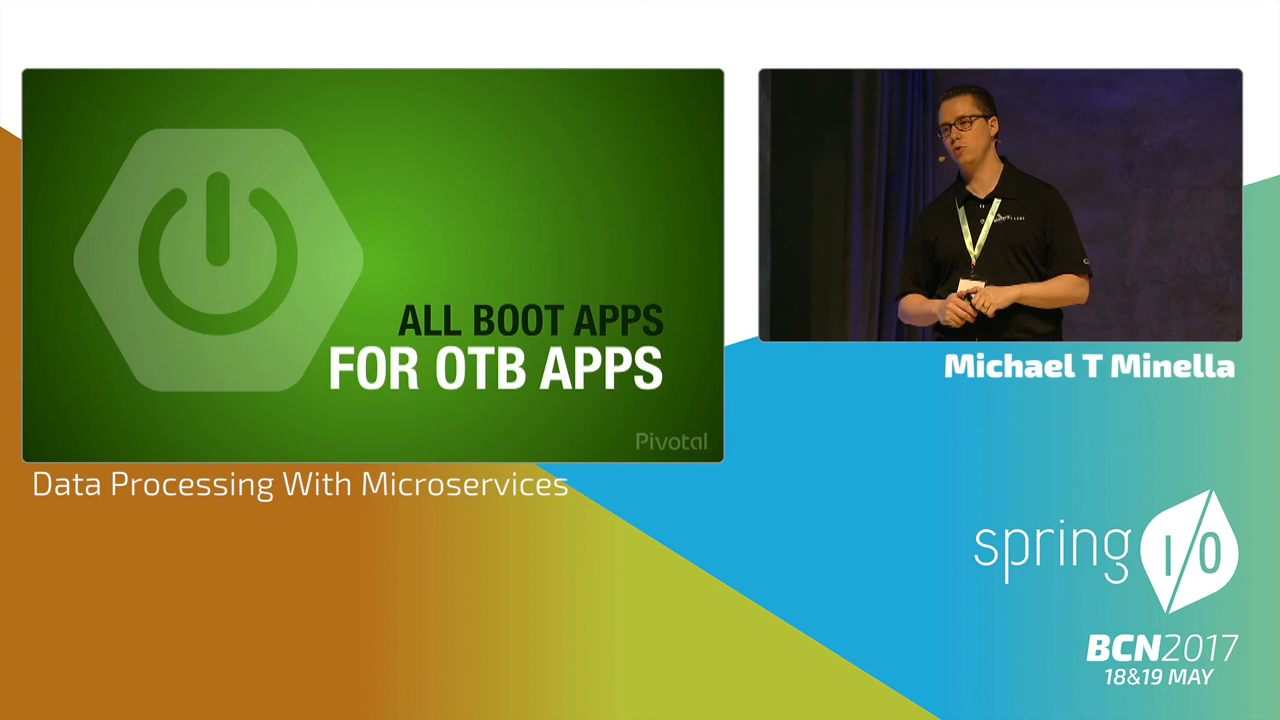 ALL BOOT APPS
FOR OTB APPS
Pivotal
Data Processing With Microservices
Michael T Minella
spring I/O
BCN2017
18&19 MAY